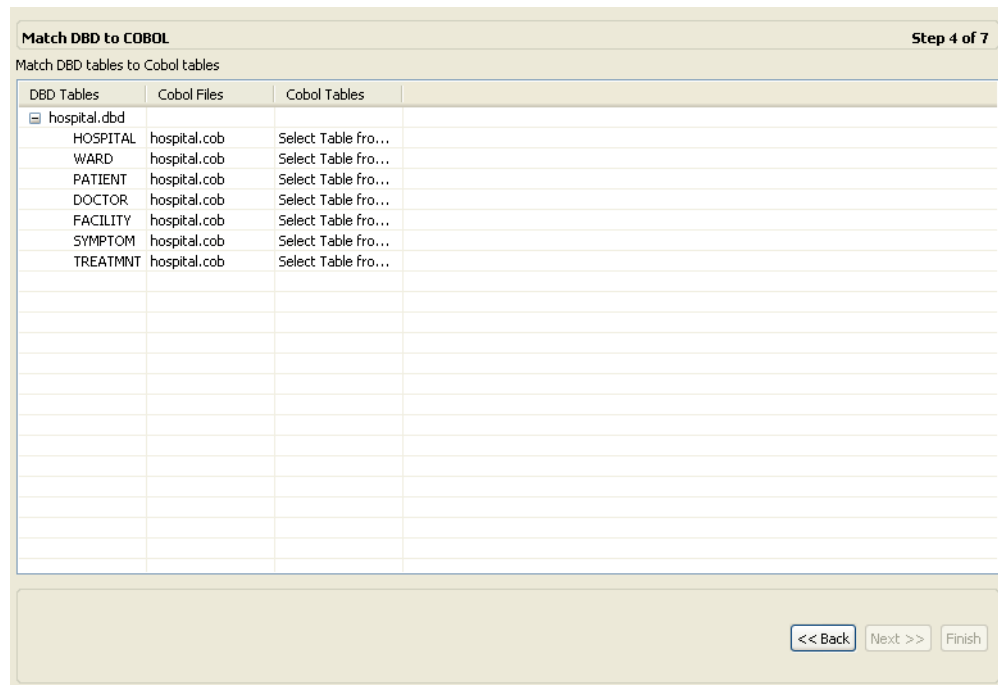 Match DBD to COBOL Step 4 of 7
Match DBD tables to Cobol tables
DBD Tables Cobol Files Cobol Tables
hospital.dbd
HOSPITAL hospital.cob Select Table fro...
WARD hospital.cob Select Table fro...
PATIENT hospital.cob Select Table fro...
DOCTOR hospital.cob Select Table fro...
FACILITY hospital.cob Select Table fro...
SYMPTOM hospital.cob Select Table fro...
TREATMNT hospital.cob Select Table fro...
<< Back Next >> Finish